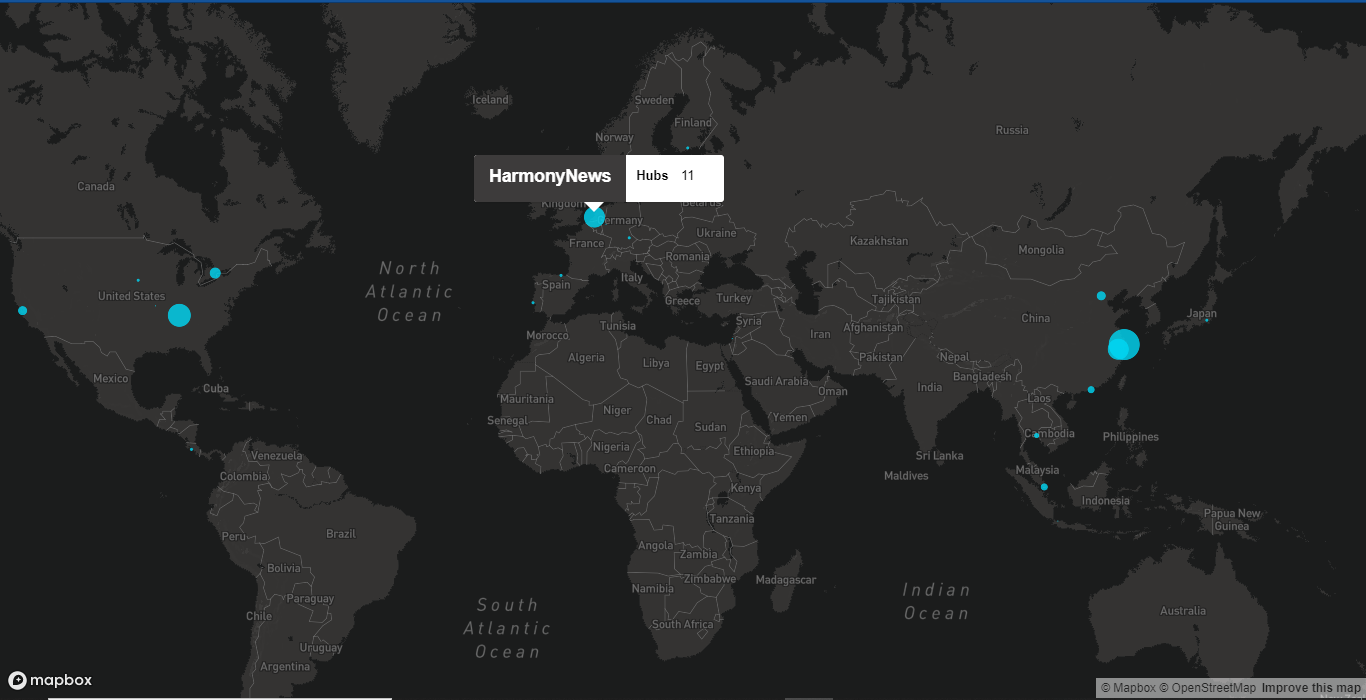 Iceland
Sweden
Finland
Russia
Norway
HarmonyNews
Hubs 11
Canada
Kingdom
Belarus
Germany
Ukraine
France
Kazakhstan
Mongolia
Romania
North
Atlantic
Ocean
Italy
Spain
United States
Greece
Turkey
Tajikistan
Japan
China
Syria
Tunisia
Afghanistan
Iran
Morocco
Algeria
Libya
Egypt
Pakistan
Nepal
Bangladesh
Mexico
Cuba
Saudi Arabia
India
Oman
Laos
Mauritania
Niger
Chad
Sudan
Yemen
Senegal
Cambodia
Philippines
Nigeria
Ethiopia
Venezuela
Cameroon
Sri Lanka
Maldives
Malaysia
Colombia
Kenya
Indonesia
Papua New
Guinea
Tanzania
Peru
Brazil
Angola
Zambia
Bolivia
Zimbabwe
Madagascar
Namibia
Indian
Ocean
Paraguay
South
Atlantic
Ocean
Chile
South Africa
Australia
Uruguay
Argentina
mapbox
© Mapbox © OpenStreetMap Improve this map